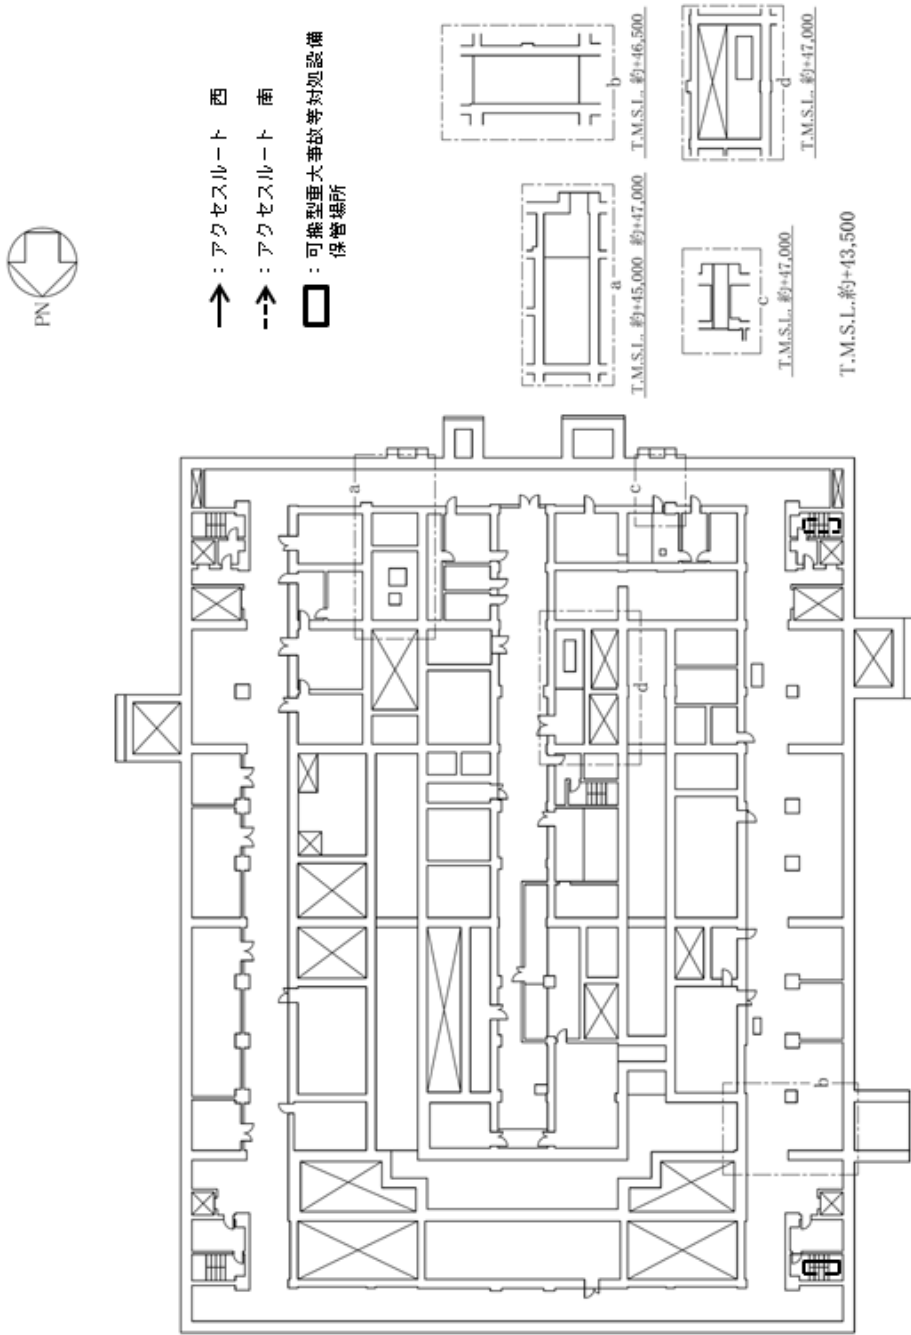 PN
: アクセスルート 西
: アクセスルート 南
: 可搬型重大事故等対処設備
保管場所
b
T.M.S.L. 約+46,500
d
T.M.S.L. 約+47,000
a
T.M.S.L. 約+45,000 約+47,000
c
T.M.S.L. 約+47,000
T.M.S.L.約+43,500
a
c
d
b